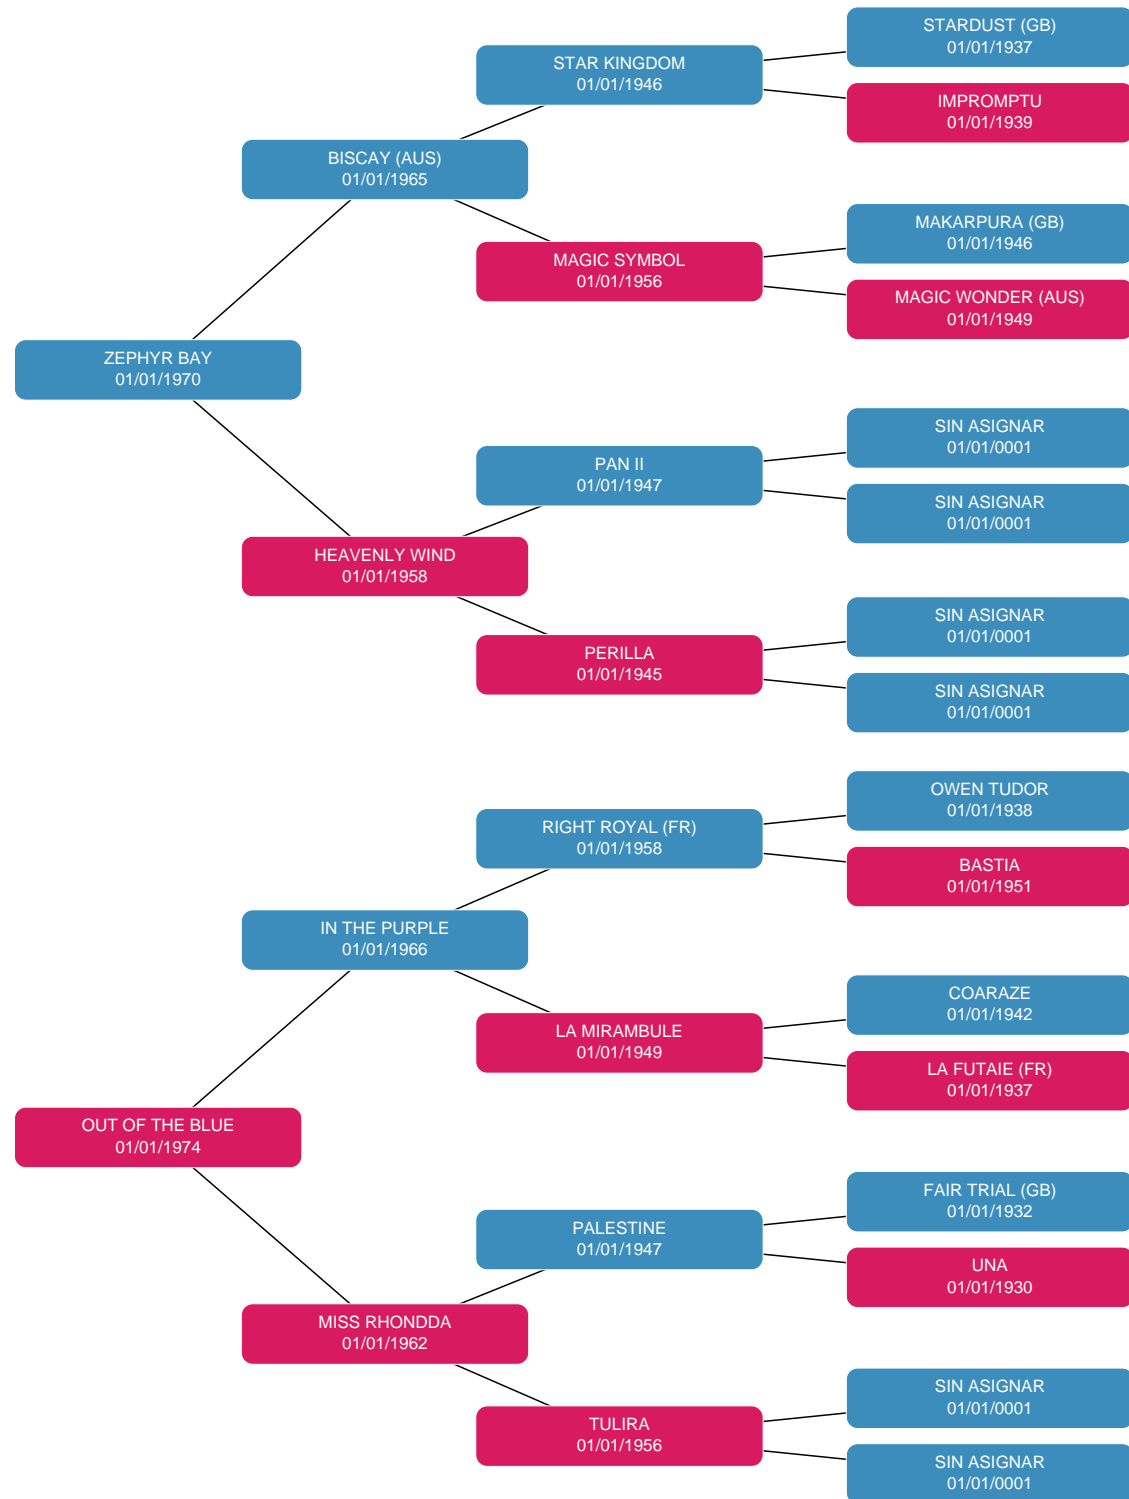 STARDUST (GB)
01/01/1937
STAR KINGDOM
01/01/1946
IMPROMPTU
01/01/1939
BISCAY (AUS)
01/01/1965
MAKARPURA (GB)
01/01/1946
MAGIC SYMBOL
01/01/1956
MAGIC WONDER (AUS)
01/01/1949
ZEPHYR BAY
01/01/1970
SIN ASIGNAR
01/01/0001
PAN II
01/01/1947
SIN ASIGNAR
01/01/0001
HEAVENLY WIND
01/01/1958
SIN ASIGNAR
01/01/0001
PERILLA
01/01/1945
SIN ASIGNAR
01/01/0001
OWEN TUDOR
01/01/1938
RIGHT ROYAL (FR)
01/01/1958
BASTIA
01/01/1951
IN THE PURPLE
01/01/1966
COARAZE
01/01/1942
LA MIRAMBULE
01/01/1949
LA FUTAIE (FR)
01/01/1937
OUT OF THE BLUE
01/01/1974
FAIR TRIAL (GB)
01/01/1932
PALESTINE
01/01/1947
UNA
01/01/1930
MISS RHONDDA
01/01/1962
SIN ASIGNAR
01/01/0001
TULIRA
01/01/1956
SIN ASIGNAR
01/01/0001